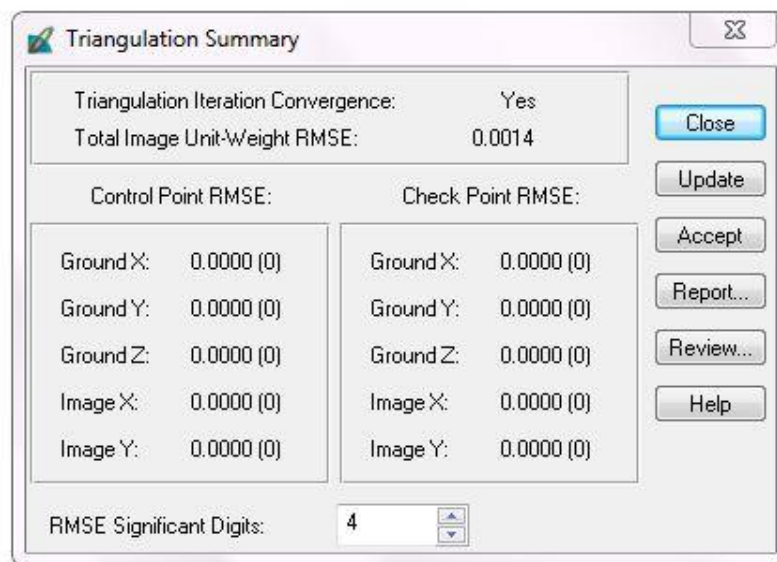 Triangulation Summary
Triangulation Iteration Convergence: Yes
Total Image Unit-Weight RMSE: 0.0014
Control Point RMSE:
Ground X: 0.0000 (0)
Ground Y: 0.0000 (0)
Ground Z: 0.0000 (0)
Image X: 0.0000 (0)
Image Y: 0.0000 (0)
Check Point RMSE:
Ground X: 0.0000 (0)
Ground Y: 0.0000 (0)
Ground Z: 0.0000 (0)
Image X: 0.0000 (0)
Image Y: 0.0000 (0)
RMSE Significant Digits: 4
Close
Update
Accept
Report...
Review...
Help